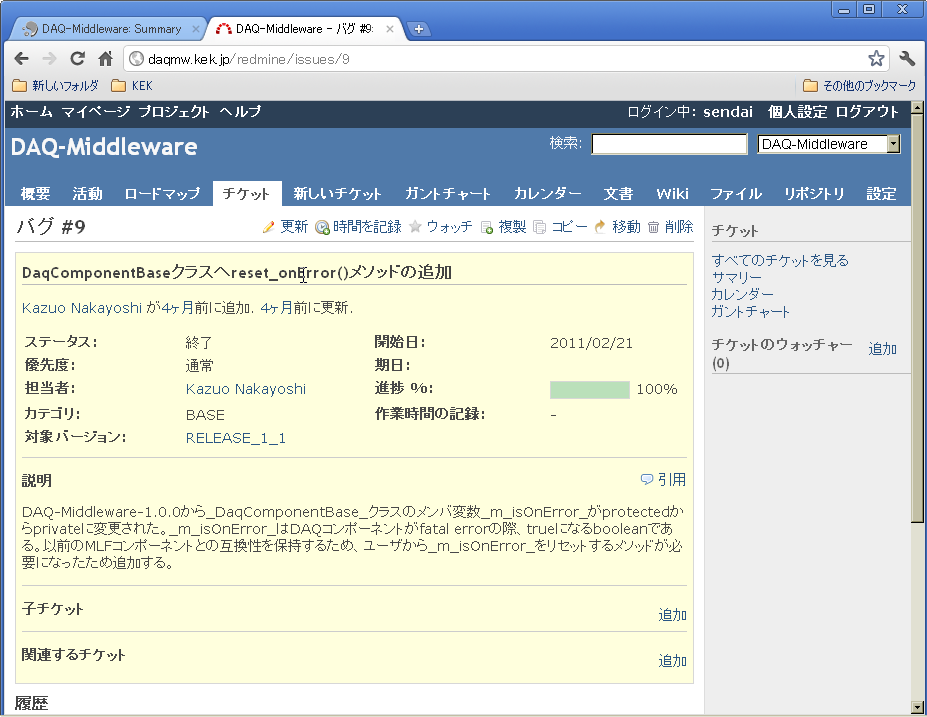 DAQ-Middleware: Summary
DAQ-Middleware - バグ #9:
daqmw.kek.jp/redmine/issues/9
新しいフォルダ KEK その他のブックマーク
ホーム マイページ プロジェクト ヘルプ ログイン中: sendai 個人設定 ログアウト
DAQ-Middleware 検索: DAQ-Middleware
概要 活動 ロードマップ チケット 新しいチケット ガントチャート カレンダー 文書 Wiki ファイル リポジトリ 設定
バグ #9 更新 時間を記録 ウォッチ 複製 コピー 移動 削除
DaqComponentBaseクラスへreset_onError()メソッドの追加
Kazuo Nakayoshi が4ヶ月前に追加. 4ヶ月前に更新.
ステータス: 終了 開始日: 2011/02/21
優先度: 通常 期日:
担当者: Kazuo Nakayoshi 進捗 %: 100%
カテゴリ: BASE 作業時間の記録: -
対象バージョン: RELEASE_1_1
説明 引用
DAQ-Middleware-1.0.0から_DaqComponentBase_クラスのメンバ変数_m_isOnError_がprotectedか
らprivateに変更された。_m_isOnError_はDAQコンポーネントがfatal errorの際、trueになるbooleanであ
る。以前のMLFコンポーネントとの互換性を保持するため、ユーザから_m_isOnError_をリセットするメソッドが必
要になったため追加する。
子チケット 追加
関連するチケット 追加
履歴
チケット
すべてのチケットを見る
サマリー
カレンダー
ガントチャート
チケットのウォッチャー 追加
(0)